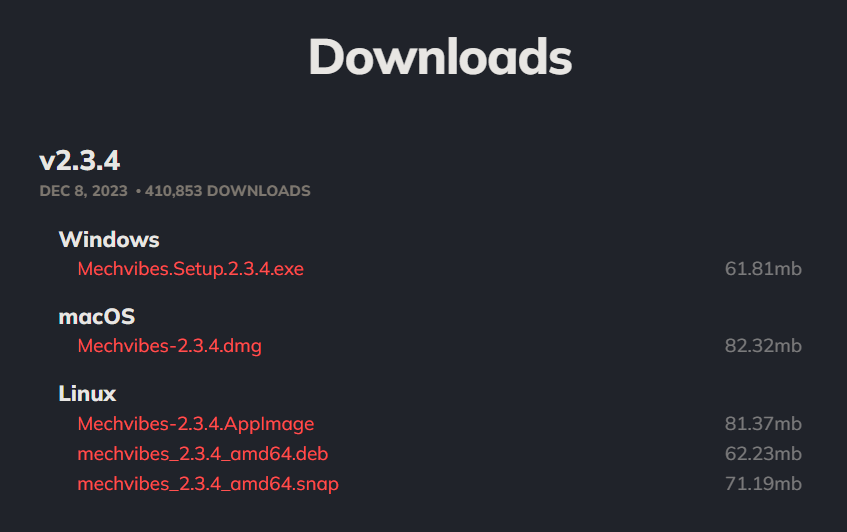 Downloads
v2.3.4
DEC 8, 2023 • 410,853 DOWNLOADS
Windows
Mechvibes.Setup.2.3.4.exe 61.81mb
macOS
Mechvibes-2.3.4.dmg 82.32mb
Linux
Mechvibes-2.3.4.AppImage 81.37mb
mechvibes_2.3.4_amd64.deb 62.23mb
mechvibes_2.3.4_amd64.snap 71.19mb